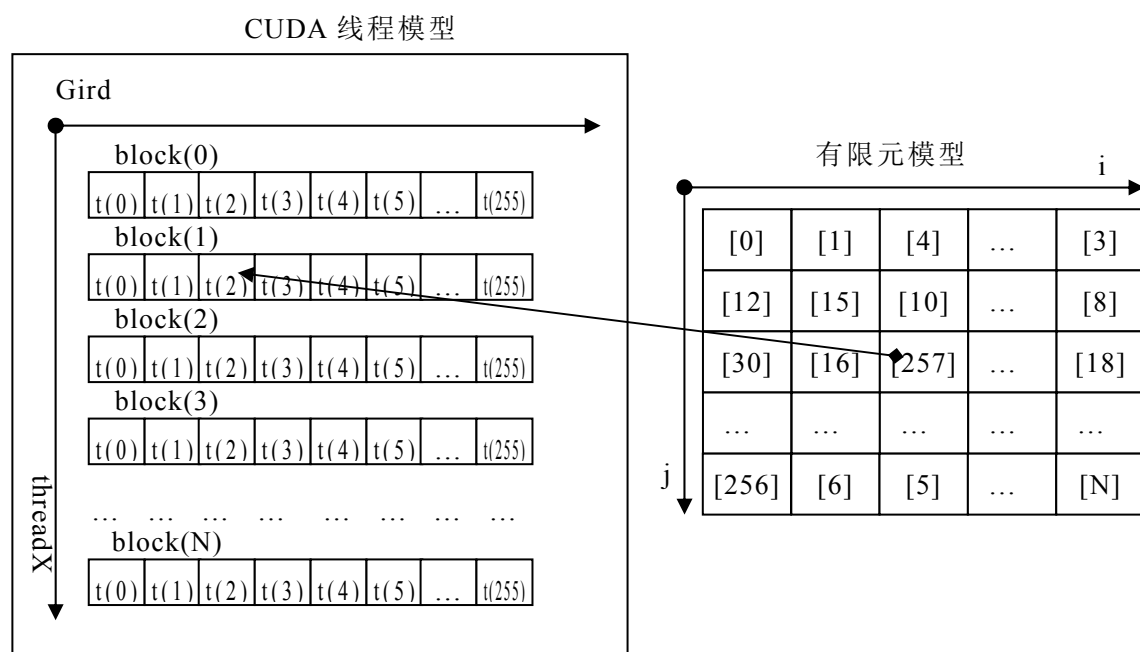 CUDA 线程模型
Gird
block(0)
t(0) t(1) t(2) t(3) t(4) t(5) … t(255)
block(1)
t(0) t(1) t(2) t(3) t(4) t(5) … t(255)
block(2)
t(0) t(1) t(2) t(3) t(4) t(5) … t(255)
block(3)
t(0) t(1) t(2) t(3) t(4) t(5) … t(255)
… … … … … … … …
block(N)
t(0) t(1) t(2) t(3) t(4) t(5) … t(255)
threadX
有限元模型
i
[0] [1] [4] … [3]
[12] [15] [10] … [8]
[30] [16] [257] … [18]
… … … … …
j
[256] [6] [5] … [N]